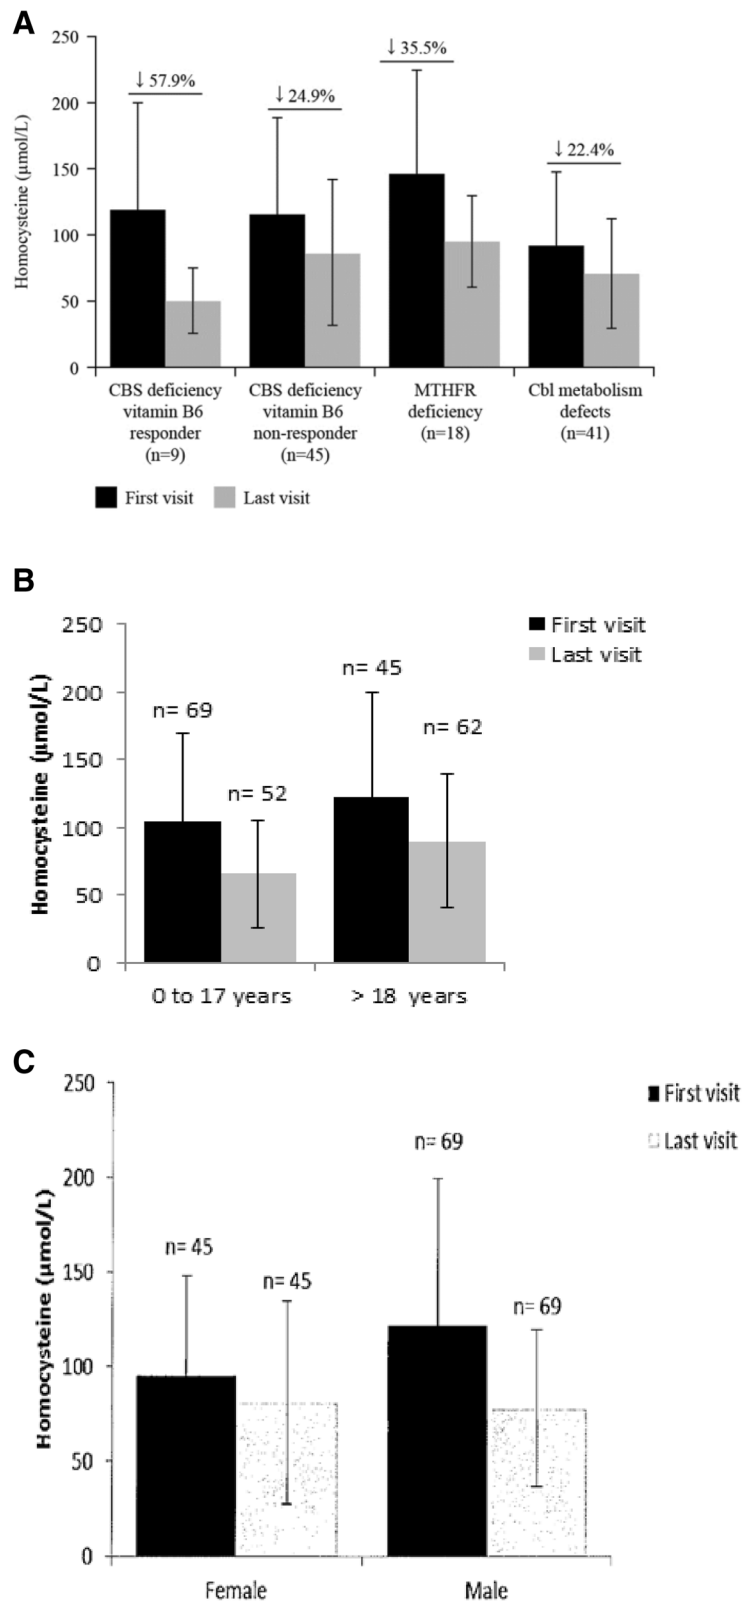 A
Homocysteine (µmol/L)
250
200
150
100
50
0
↓57.9%
↓24.9%
↓35.5%
↓22.4%
CBS deficiency
vitamin B6
responder
(n=9)
CBS deficiency
vitamin B6
non-responder
(n=45)
MTHFR
deficiency
(n=18)
Cbl metabolism
defects
(n=41)
First visit
Last visit
B
Homocysteine (µmol/L)
250
200
150
100
50
0
n= 69
n= 52
n= 45
n= 62
First visit
Last visit
0 to 17 years
> 18 years
C
Homocysteine (µmol/L)
250
200
150
100
50
0
n= 45
n= 45
n= 69
n= 69
First visit
Last visit
Female
Male